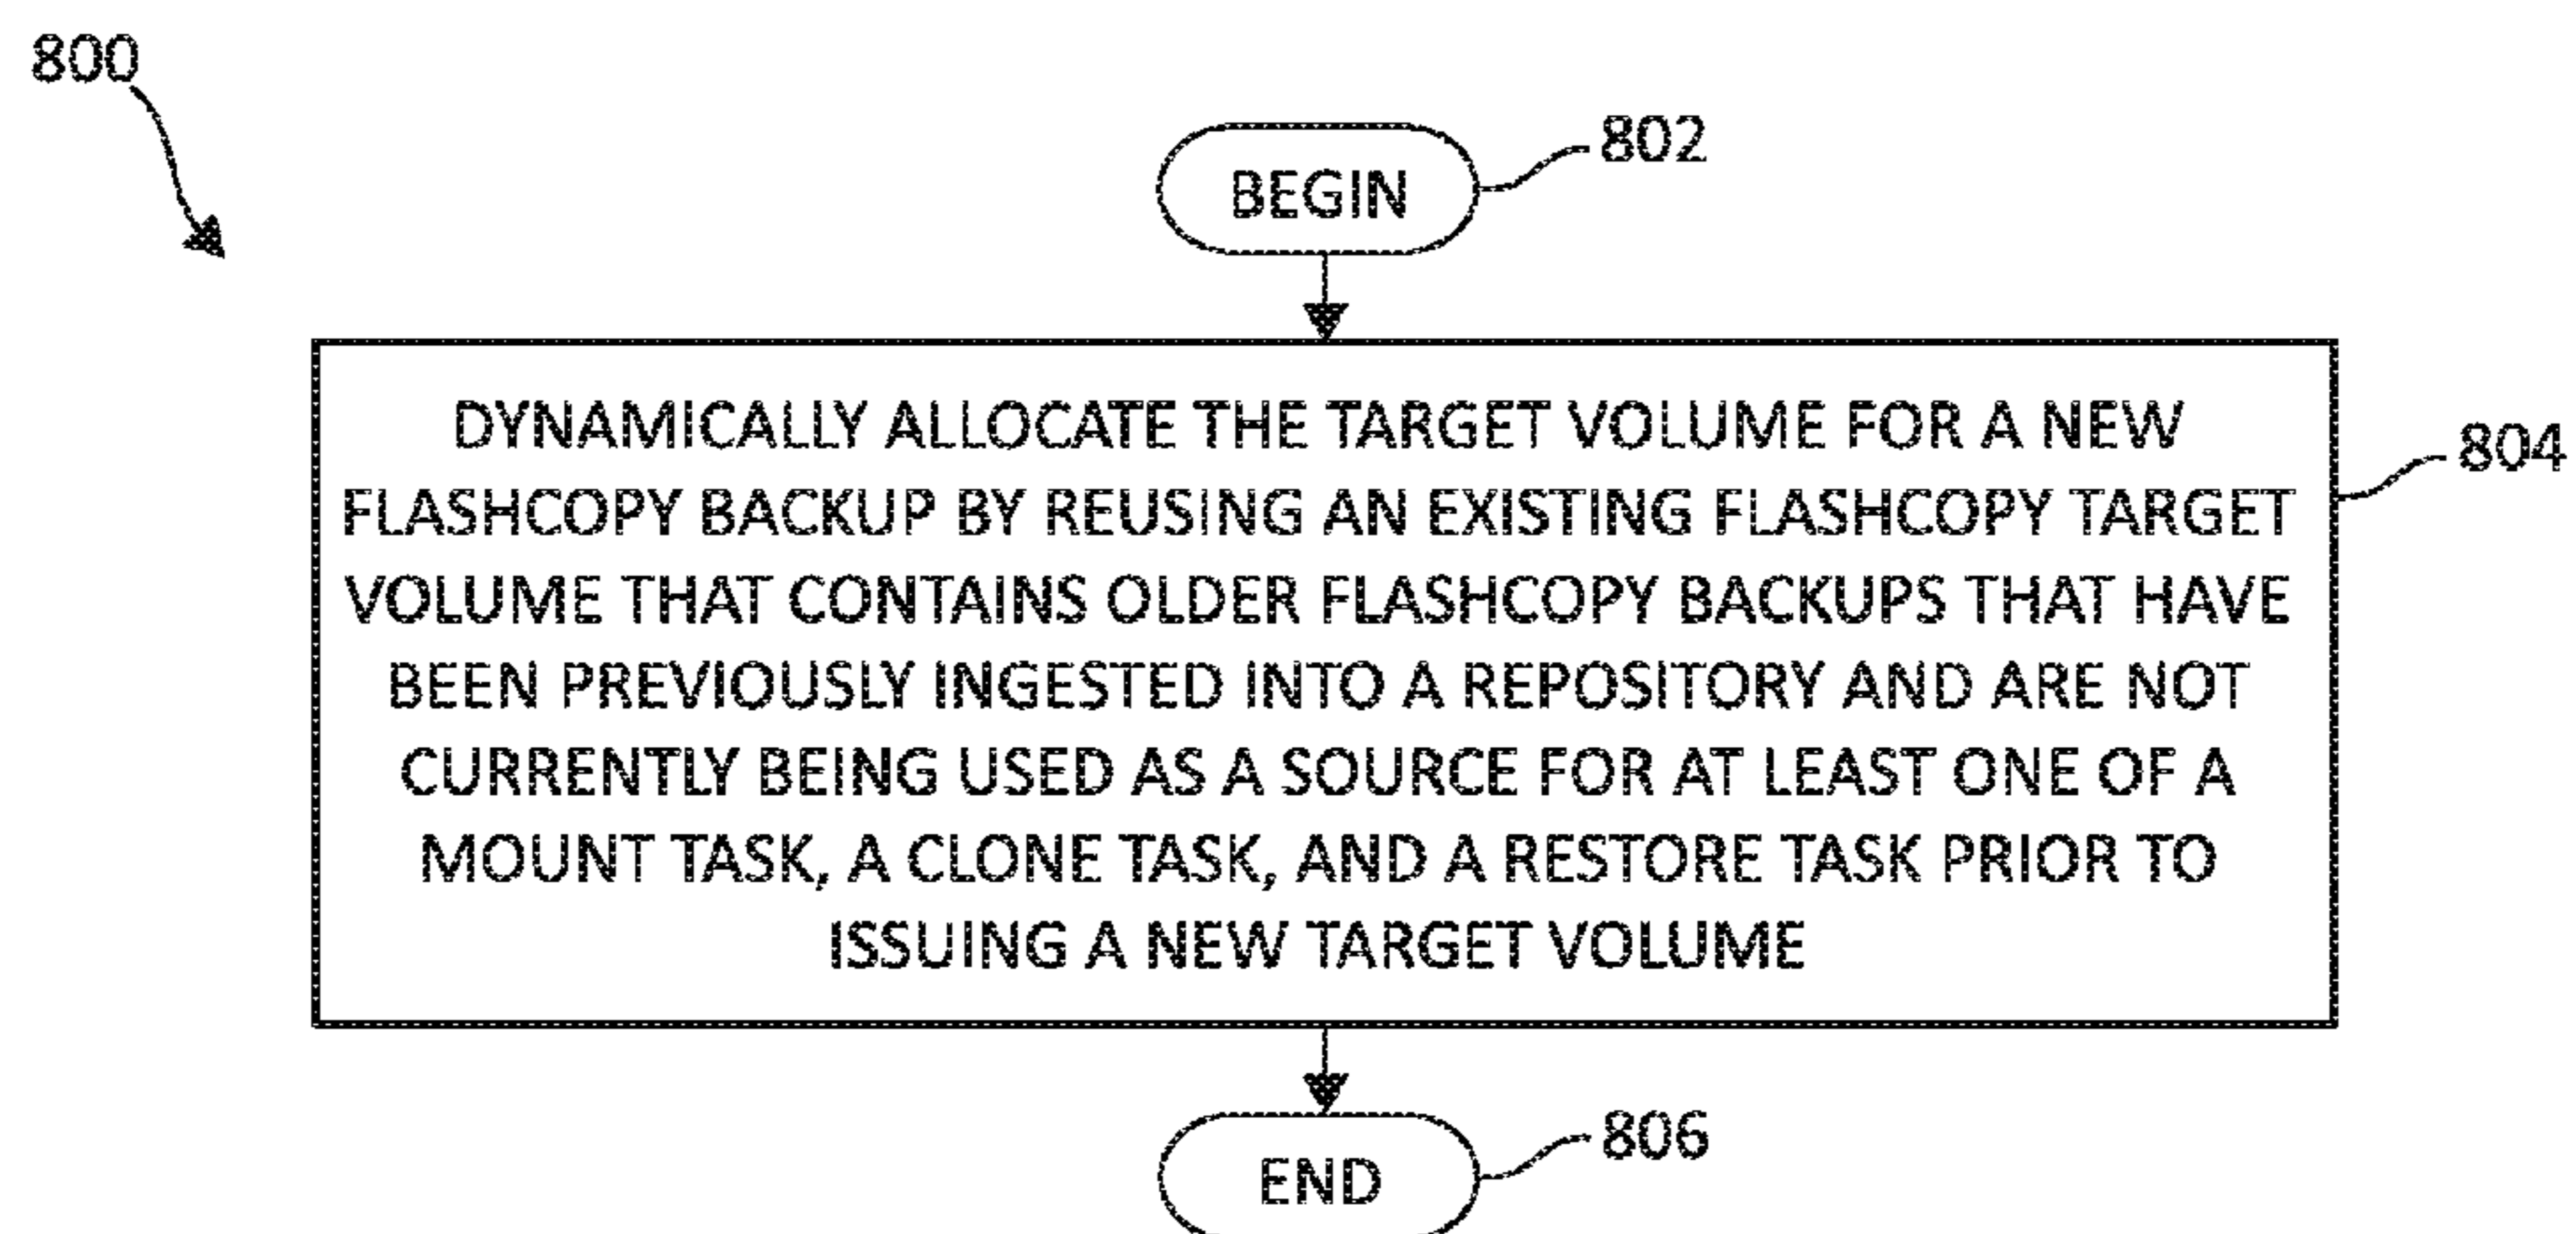 800
BEGIN
802
DYNAMICALLY ALLOCATE THE TARGET VOLUME FOR A NEW
FLASHCOPY BACKUP BY REUSING AN EXISTING FLASHCOPY TARGET
VOLUME THAT CONTAINS OLDER FLASHCOPY BACKUPS THAT HAVE
BEEN PREVIOUSLY INGESTED INTO A REPOSITORY AND ARE NOT
CURRENTLY BEING USED AS A SOURCE FOR AT LEAST ONE OF A
MOUNT TASK, A CLONE TASK, AND A RESTORE TASK PRIOR TO
ISSUING A NEW TARGET VOLUME
804
END
806